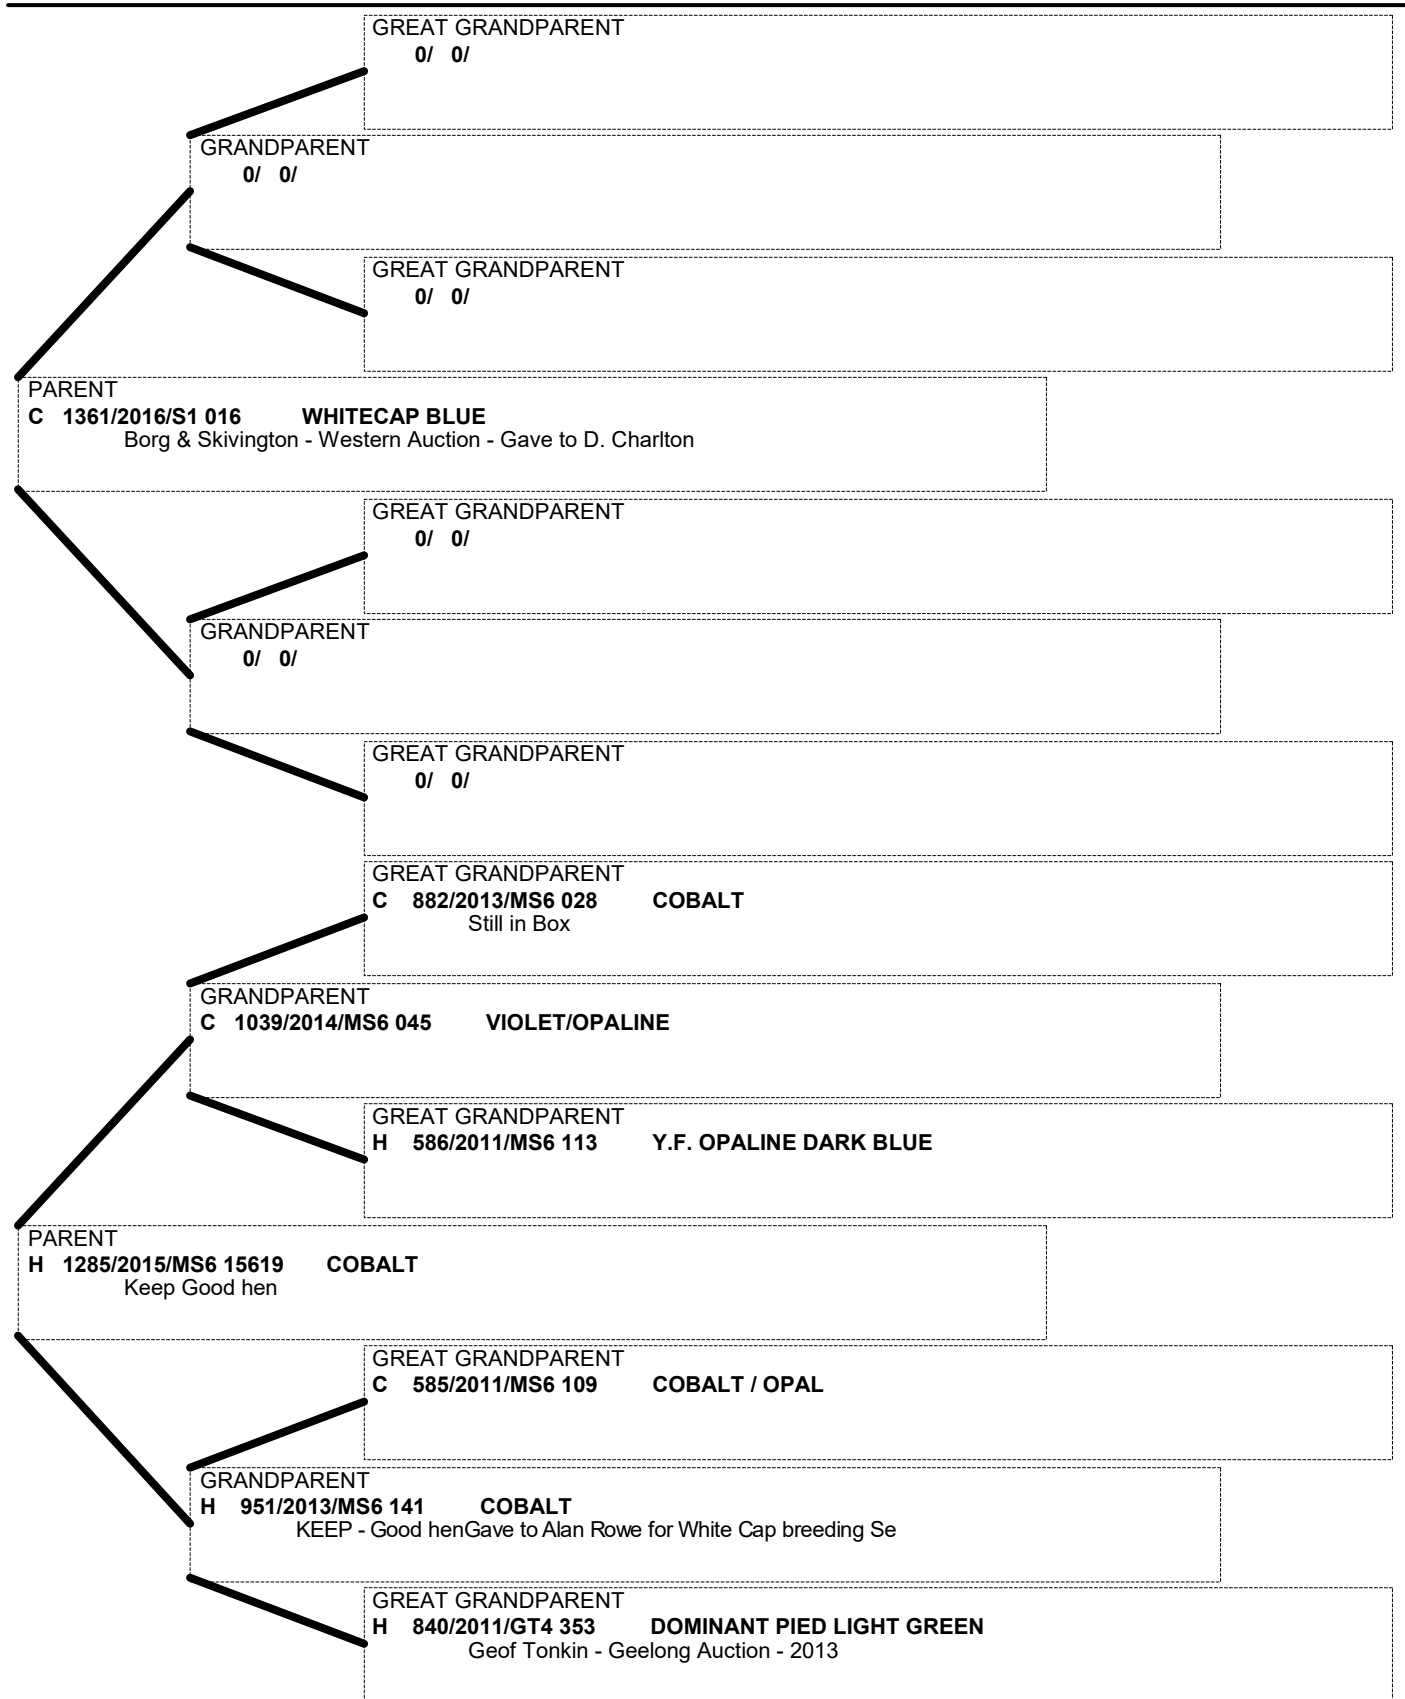 GREAT GRANDPARENT
0/ 0/
GRANDPARENT
0/ 0/
GREAT GRANDPARENT
0/ 0/
PARENT
C 1361/2016/S1 016 WHITECAP BLUE
Borg & Skivington - Western Auction - Gave to D. Charlton
GREAT GRANDPARENT
0/ 0/
GRANDPARENT
0/ 0/
GREAT GRANDPARENT
0/ 0/
GREAT GRANDPARENT
C 882/2013/MS6 028 COBALT
Still in Box
GRANDPARENT
C 1039/2014/MS6 045 VIOLET/OPALINE
GREAT GRANDPARENT
H 586/2011/MS6 113 Y.F. OPALINE DARK BLUE
PARENT
H 1285/2015/MS6 15619 COBALT
Keep Good hen
GREAT GRANDPARENT
C 585/2011/MS6 109 COBALT / OPAL
GRANDPARENT
H 951/2013/MS6 141 COBALT
KEEP - Good henGave to Alan Rowe for White Cap breeding Se
GREAT GRANDPARENT
H 840/2011/GT4 353 DOMINANT PIED LIGHT GREEN
Geof Tonkin - Geelong Auction - 2013